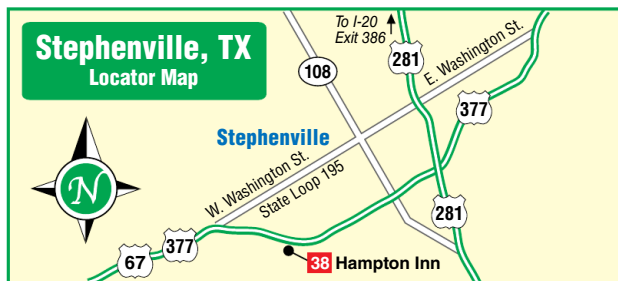 Stephenville, TX
Locator Map
To I-20
Exit 386
281
E. Washington St.
108
377
Stephenville
W. Washington St.
State Loop 195
N
281
377
67
38 Hampton Inn